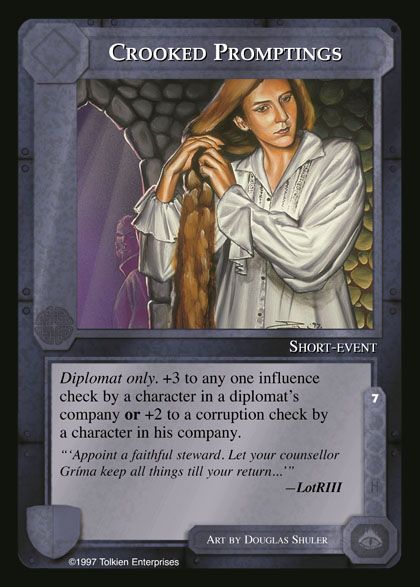 CROOKED PROMPTINGS
SHORT-EVENT
Diplomat only. +3 to any one influence
check by a character in a diplomat's
company or +2 to a corruption check by
a character in his company.
7
“‘Appoint a faithful steward. Let your counsellor
Gríma keep all things till your return...’”
—LotRIII
H
ART BY DOUGLAS SHULER
©1997 Tolkien Enterprises